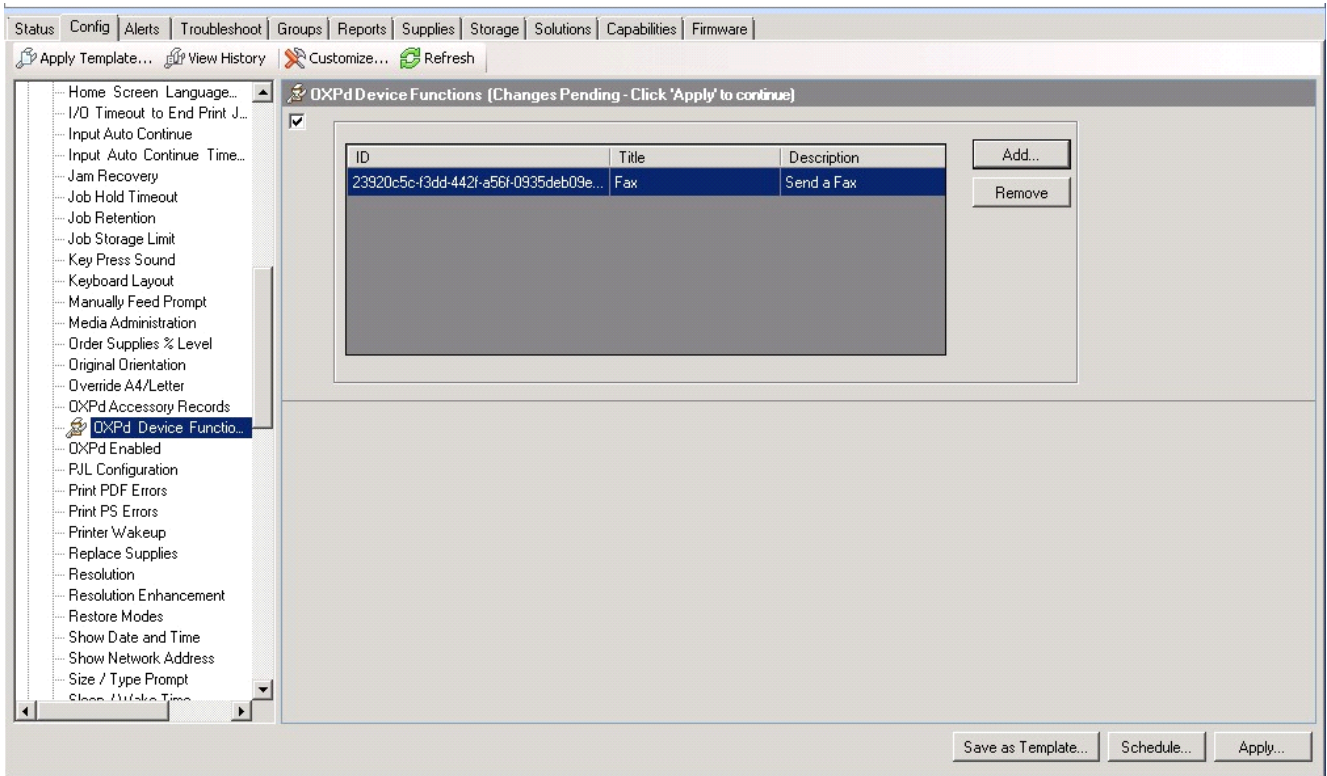 Status Config Alerts Troubleshoot Groups Reports Supplies Storage Solutions Capabilities Firmware
Apply Template... View History Customize... Refresh
Home Screen Language...
I/O Timeout to End Print J...
Input Auto Continue
Input Auto Continue Time...
Jam Recovery
Job Hold Timeout
Job Retention
Job Storage Limit
Key Press Sound
Keyboard Layout
Manually Feed Prompt
Media Administration
Order Supplies % Level
Original Orientation
Override A4/Letter
OXPd Accessory Records
OXPd Device Functio...
OXPd Enabled
PJL Configuration
Print PDF Errors
Print PS Errors
Printer Wakeup
Replace Supplies
Resolution
Resolution Enhancement
Restore Modes
Show Date and Time
Show Network Address
Size / Type Prompt
Sleep / Wake Time
OXPd Device Functions (Changes Pending - Click 'Apply' to continue)
ID Title Description
23920c5c-f3dd-442f-a56f-0935deb09e... Fax Send a Fax
Add...
Remove
Save as Template... Schedule... Apply...